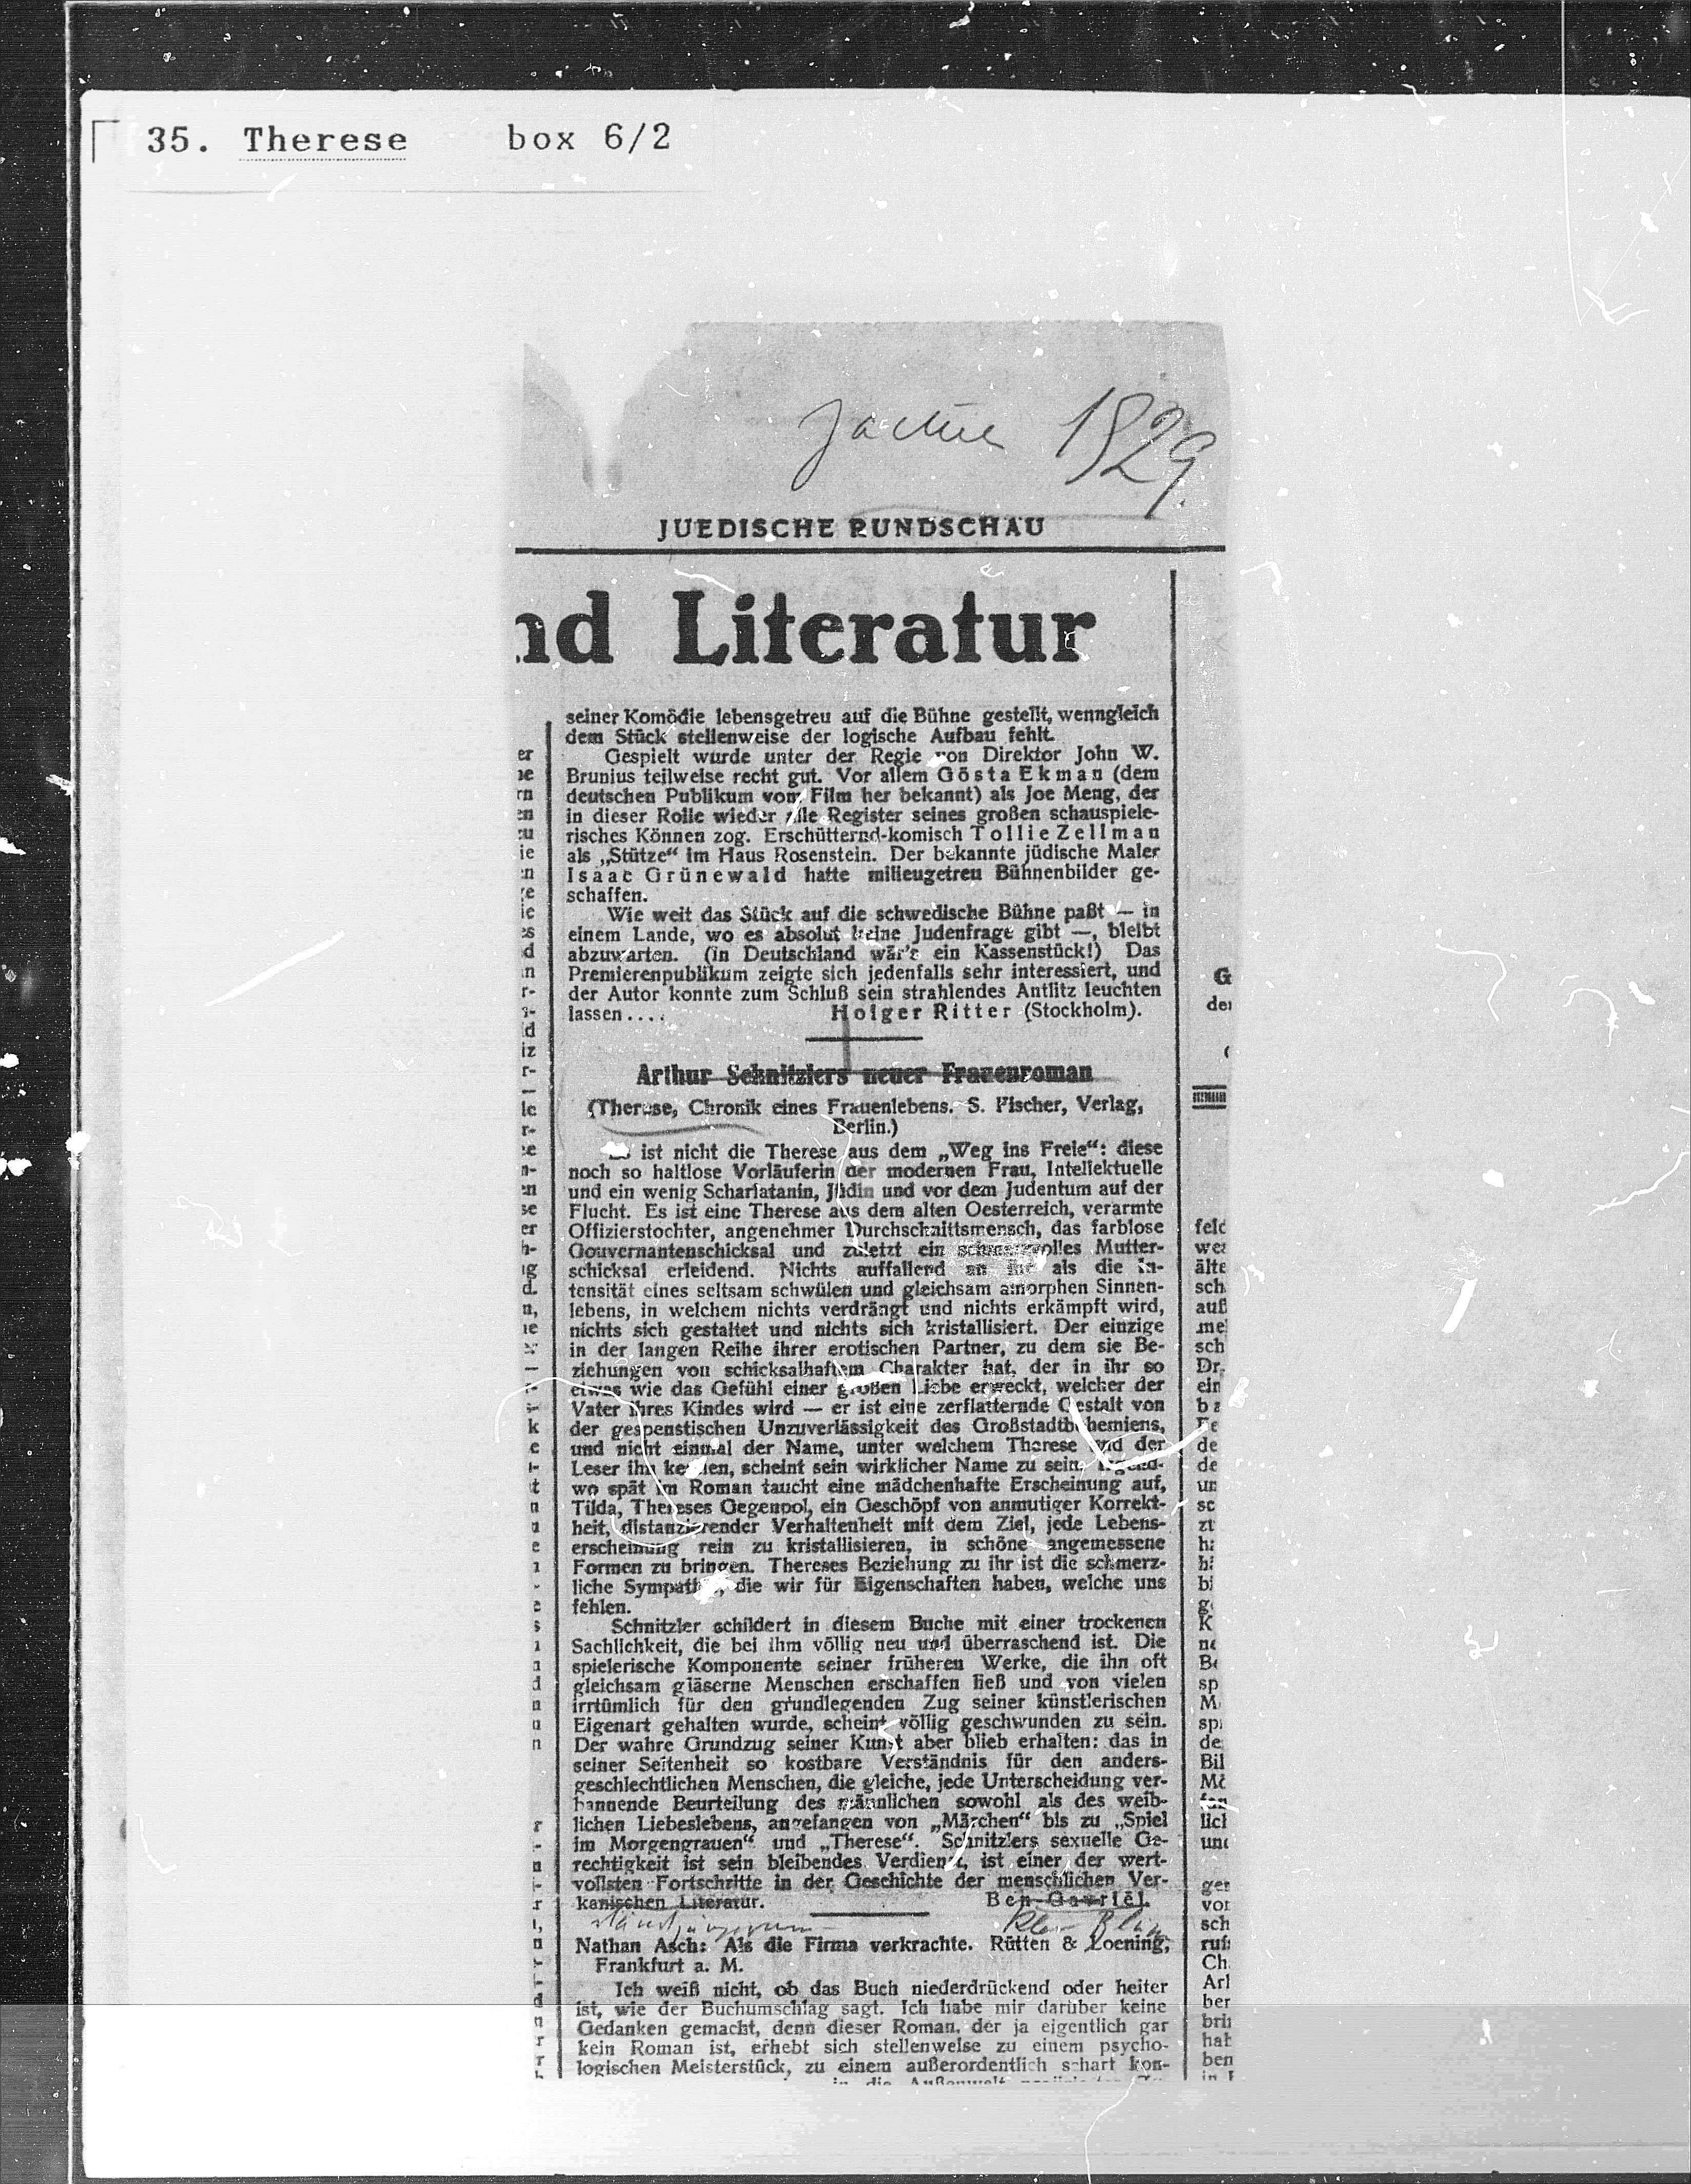 35. Therese box 6/2
1929.
JUEDISCHE RUNDSCHAU
nd Literatur
seiner Komödie lebensgetreu auf die Bühne gestellt, wenngleich
dem Stück stellenweise der logische Aufbau fehlt.
Gespielt wurde unter der Regie von Direktor John W.
Brunius teilweise recht gut. Vor allem Gösta Ekman (dem
deutschen Publikum vom Film her bekannt) als Joe Meng, der
in dieser Rolle wieder alle Register seines großen schauspiele-
risches Können zog. Erschütternd-komisch Tollie Zellman
als „Stütze“ im Haus Rosenstein. Der bekannte jüdische Maler
Isaac Grünewald hatte milieugetreu Bühnenbilder ge-
schaffen.
Wie weit das Stück auf die schwedische Bühne paßt — in
einem Lande, wo es absolut keine Judenfrage gibt —, bleibt
abzuwarten. (In Deutschland wär's ein Kassenstück!) Das
Premierenpublikum zeigte sich jedenfalls sehr interessiert, und
der Autor konnte zum Schluß sein strahlendes Antlitz leuchten
lassen.... Holger Ritter (Stockholm).
Arthur Schnitzlers neuer Frauenroman
(Therese, Chronik eines Frauenlebens. S. Fischer, Verlag,
Berlin.)
Es ist nicht die Therese aus dem „Weg ins Freie“: diese
noch so haltlose Vorläuferin der modernen Frau, Intellektuelle
und ein wenig Scharlatanin, Jüdin und vor dem Judentum auf der
Flucht. Es ist eine Therese aus dem alten Oesterreich, verarmte
Offizierstochter, angenehmer Durchschnittsmensch, das farblose
Gouvernantenschicksal und zuletzt ein schmerzvolles Mutter-
schicksal erleidend. Nichts auffallend an ihr als die In-
tensität eines seltsam schwülen und gleichsam amorphen Sinnen-
lebens, in welchem nichts verdrängt und nichts erkämpft wird,
nichts sich gestaltet und nichts sich kristallisiert. Der einzige
in der langen Reihe ihrer erotischen Partner, zu dem sie Be-
ziehungen von schicksalhaftem Charakter hat, der in ihr so
etwas wie das Gefühl einer großen Liebe erweckt, welcher der
Vater ihres Kindes wird — er ist eine zerflatternde Gestalt von
der gespenstischen Unzuverlässigkeit des Großstadtbohemiens,
und nicht einmal der Name, unter welchem Therese und der
Leser ihn kennen, scheint sein wirklicher Name zu sein. Irgend-
wo spät im Roman taucht eine mädchenhafte Erscheinung auf,
Tilda, Thereses Gegenpol, ein Geschöpf von anmutiger Korrekt-
heit, distanzierender Verhaltenheit mit dem Ziel, jede Lebens-
erscheinung rein zu kristallisieren, in schöne angemessene
Formen zu bringen. Thereses Beziehung zu ihr ist die schmerz-
liche Sympathie, die wir für Eigenschaften haben, welche uns
fehlen.
Schnitzler schildert in diesem Buche mit einer trockenen
Sachlichkeit, die bei ihm völlig neu und überraschend ist. Die
spielerische Komponente seiner früheren Werke, die ihn oft
gleichsam gläserne Menschen erschaffen ließ und von vielen
irrtümlich für den grundlegenden Zug seiner künstlerischen
Eigenart gehalten wurde, scheint völlig geschwunden zu sein.
Der wahre Grundzug seiner Kunst aber blieb erhalten: das in
seiner Seltenheit so kostbare Verständnis für den anders-
geschlechtlichen Menschen, die gleiche, jede Unterscheidung ver-
bannende Beurteilung des männlichen sowohl als des weib-
lichen Liebeslebens, angefangen von „Märchen“ bis zu „Spiel
im Morgengrauen“ und „Therese“. Schnitzlers sexuelle Ge-
rechtigkeit ist sein bleibendes Verdienst, ist einer der wert-
vollsten Fortschritte in der Geschichte der menschlichen Ver-
kanischen Literatur. Ben-Gavriêl.
Nathan Asch: Als die Firma verkrachte. Rütten & Loening,
Frankfurt a. M.
Ich weiß nicht, ob das Buch niederdrückend oder heiter
ist, wie der Buchumschlag sagt. Ich habe mir darüber keine
Gedanken gemacht, denn dieser Roman, der ja eigentlich gar
kein Roman ist, erhebt sich stellenweise zu einem psycho-
logischen Meisterstück, zu einem außerordentlich scharf kon-